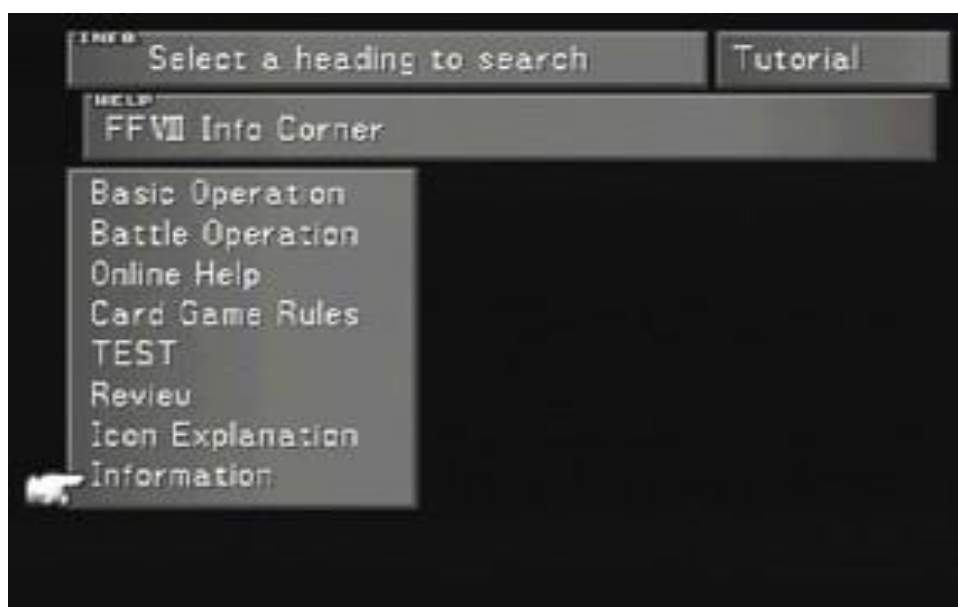 INFO
Select a heading to search
Tutorial
HELP
FFVIII Info Corner
Basic Operation
Battle Operation
Online Help
Card Game Rules
TEST
Review
Icon Explanation
Information